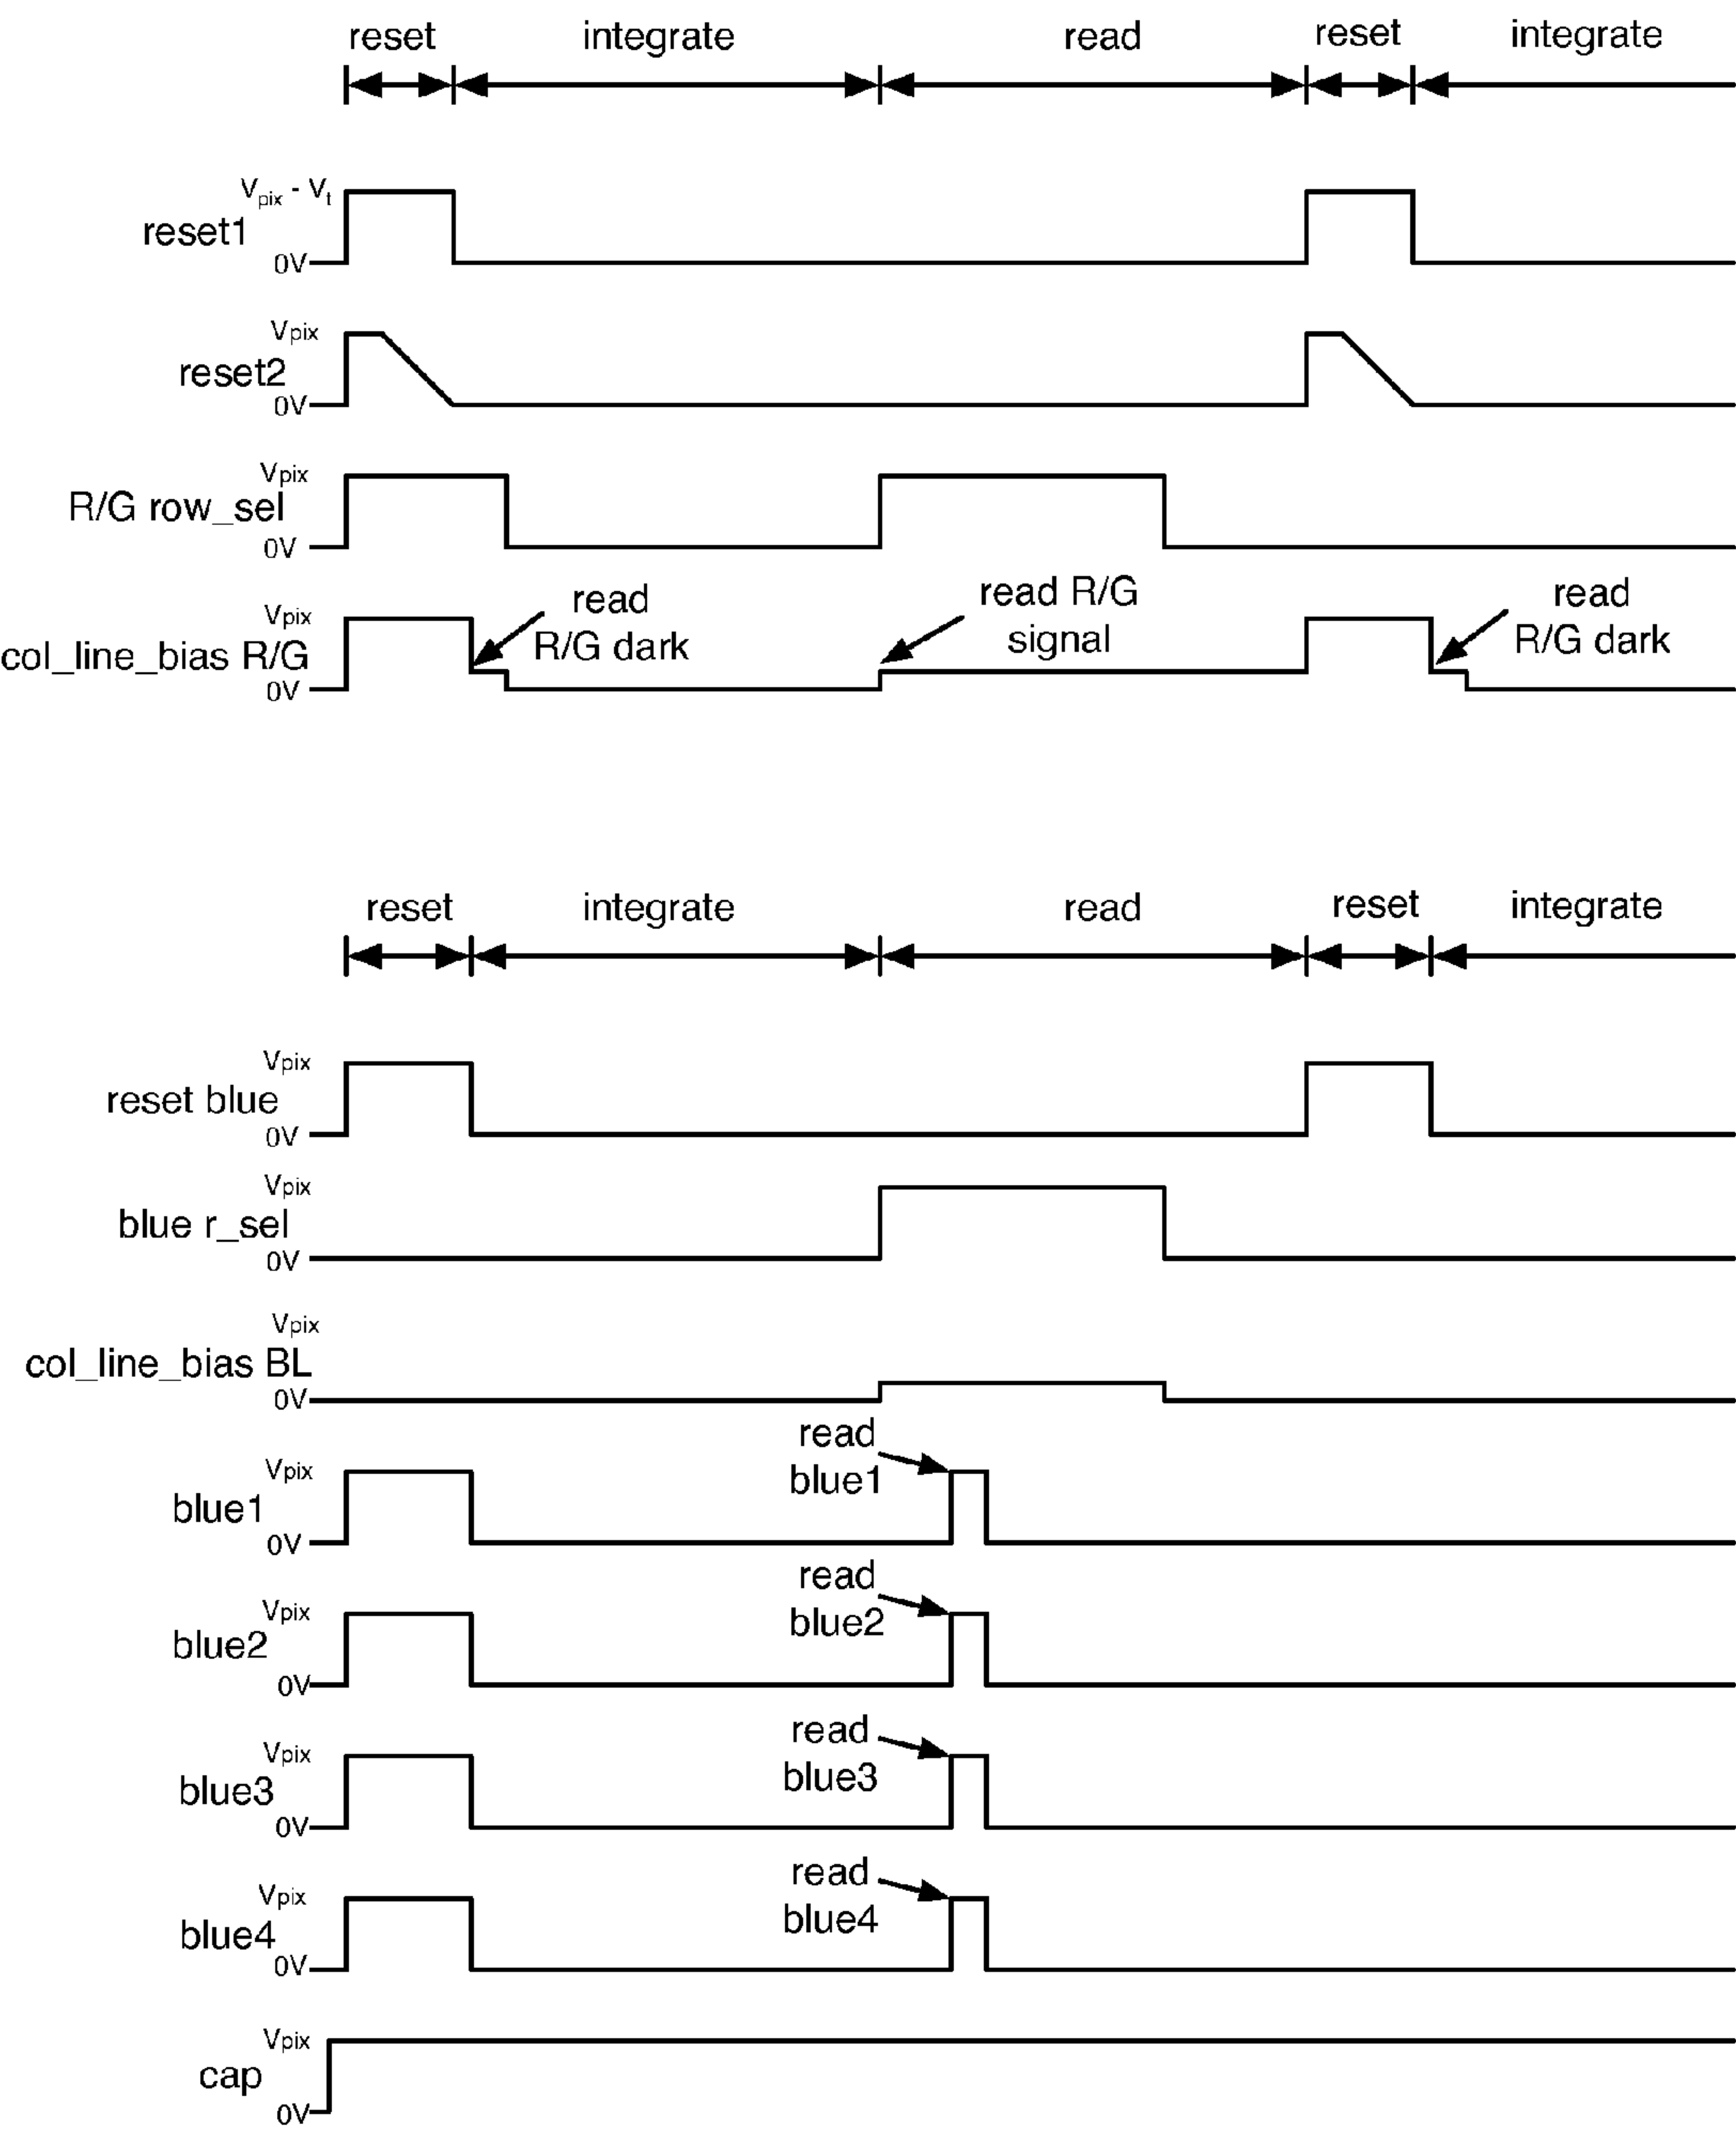 reset integrate read reset integrate
Vpix - Vt
reset1
0V
Vpix
reset2
0V
Vpix
R/G row_sel
0V
Vpix
col_line_bias R/G
0V
read
R/G dark
read R/G
signal
read
R/G dark
reset integrate read reset integrate
Vpix
reset blue
0V
Vpix
blue r_sel
0V
Vpix
col_line_bias BL
0V
read
blue1
Vpix
blue1
0V
read
blue2
Vpix
blue2
0V
read
blue3
Vpix
blue3
0V
read
blue4
Vpix
blue4
0V
Vpix
cap
0V